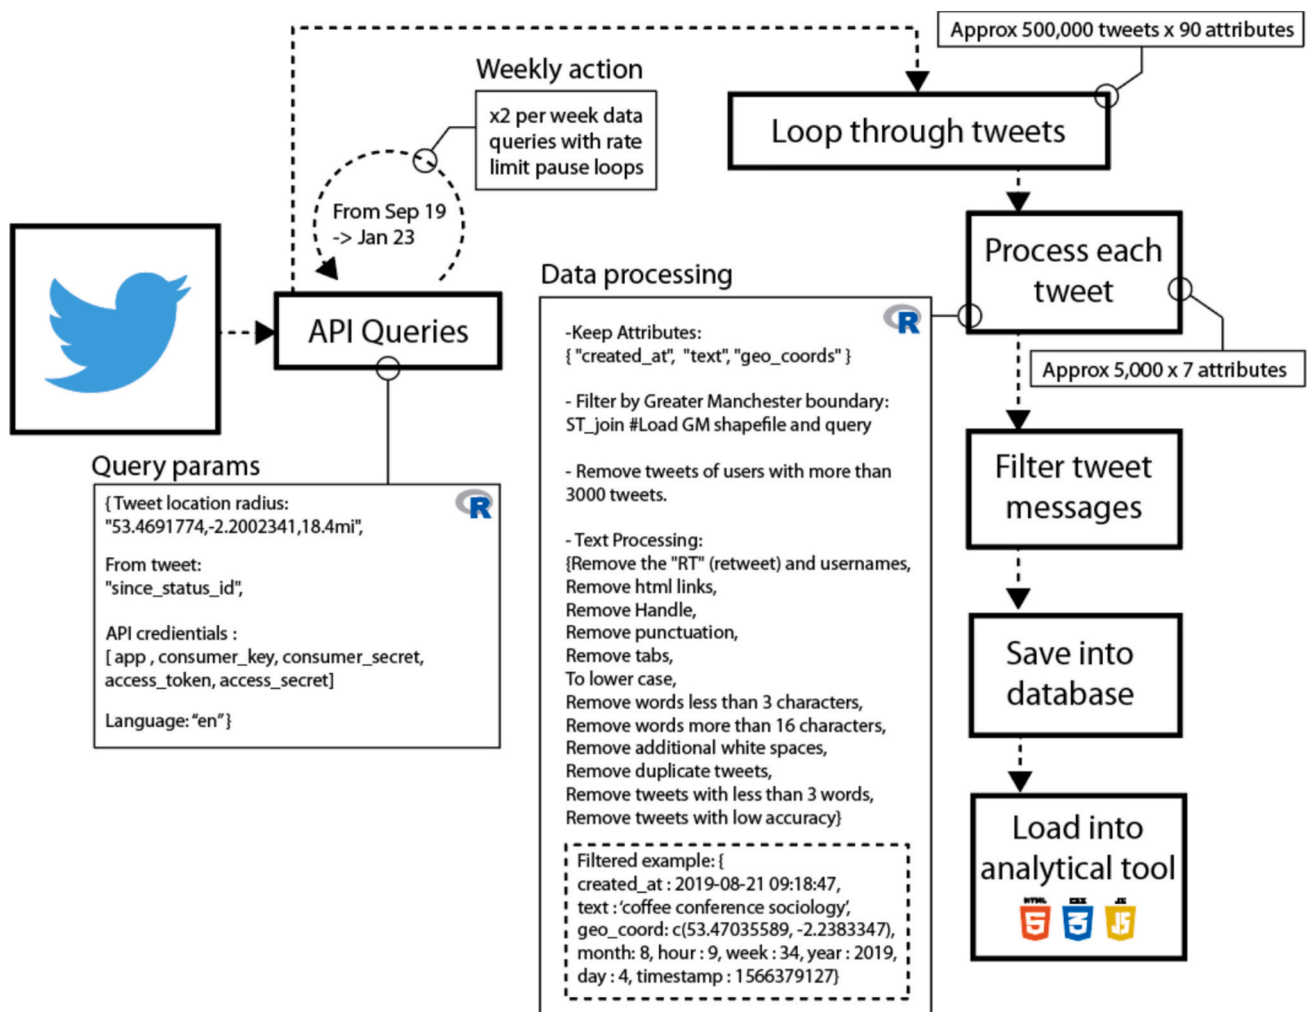 Approx 500,000 tweets x 90 attributes
Weekly action
x2 per week data
queries with rate
limit pause loops
Loop through tweets
From Sep 19
-> Jan 23
Process each
tweet
API Queries
Approx 5,000 x 7 attributes
Data processing
R
-Keep Attributes:
{ "created_at", "text", "geo_coords" }
- Filter by Greater Manchester boundary:
ST_join #Load GM shapefile and query
- Remove tweets of users with more than
3000 tweets.
- Text Processing:
{Remove the "RT" (retweet) and usernames,
Remove html links,
Remove Handle,
Remove punctuation,
Remove tabs,
To lower case,
Remove words less than 3 characters,
Remove words more than 16 characters,
Remove additional white spaces,
Remove duplicate tweets,
Remove tweets with less than 3 words,
Remove tweets with low accuracy}
Filtered example: {
created_at : 2019-08-21 09:18:47,
text : ‘coffee conference sociology’,
geo_coord: c(53.47035589, -2.2383347),
month: 8, hour : 9, week : 34, year : 2019,
day : 4, timestamp : 1566379127}
Query params
R
{ Tweet location radius:
"53.4691774,-2.2002341,18.4mi",
From tweet:
"since_status_id",
API credientials :
[ app , consumer_key, consumer_secret,
access_token, access_secret]
Language: “en” }
Filter tweet
messages
Save into
database
Load into
analytical tool
HTML CSS JS
5 3 JS